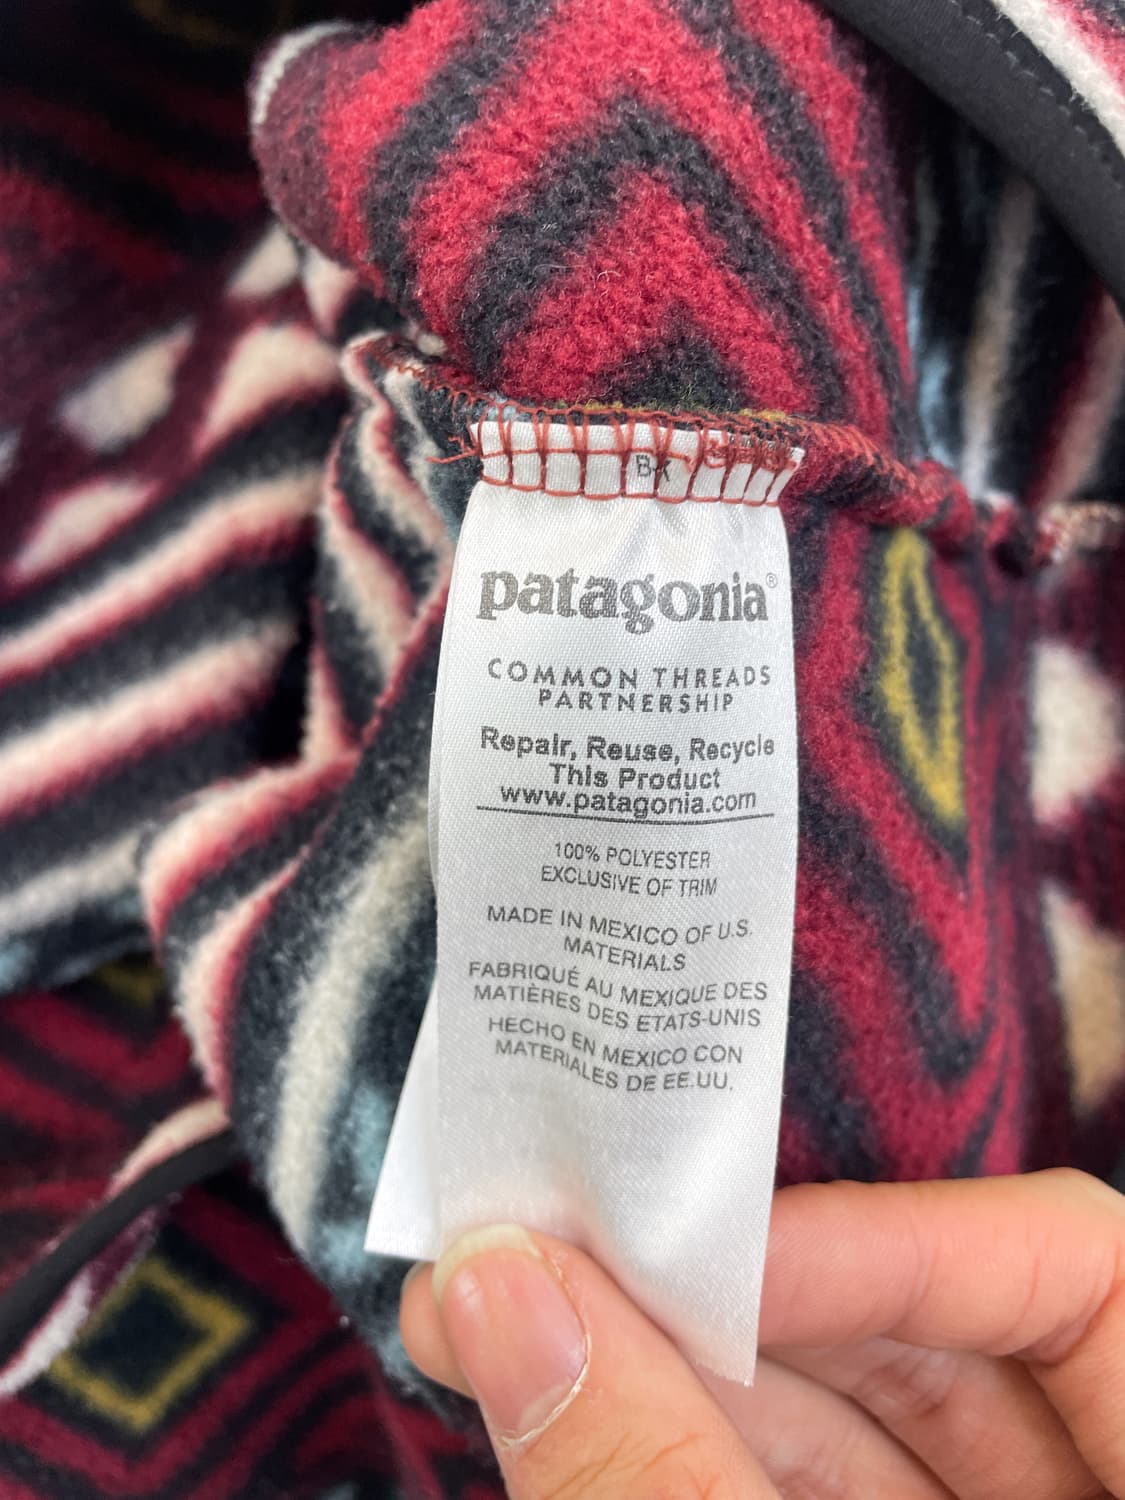 BK
patagonia®
COMMON THREADS
PARTNERSHIP
Repair, Reuse, Recycle
This Product
www.patagonia.com
100% POLYESTER
EXCLUSIVE OF TRIM
MADE IN MEXICO OF U.S.
MATERIALS
FABRIQUÉ AU MEXIQUE DES
MATIÈRES DES ETATS-UNIS
HECHO EN MEXICO CON
MATERIALES DE EE.UU.